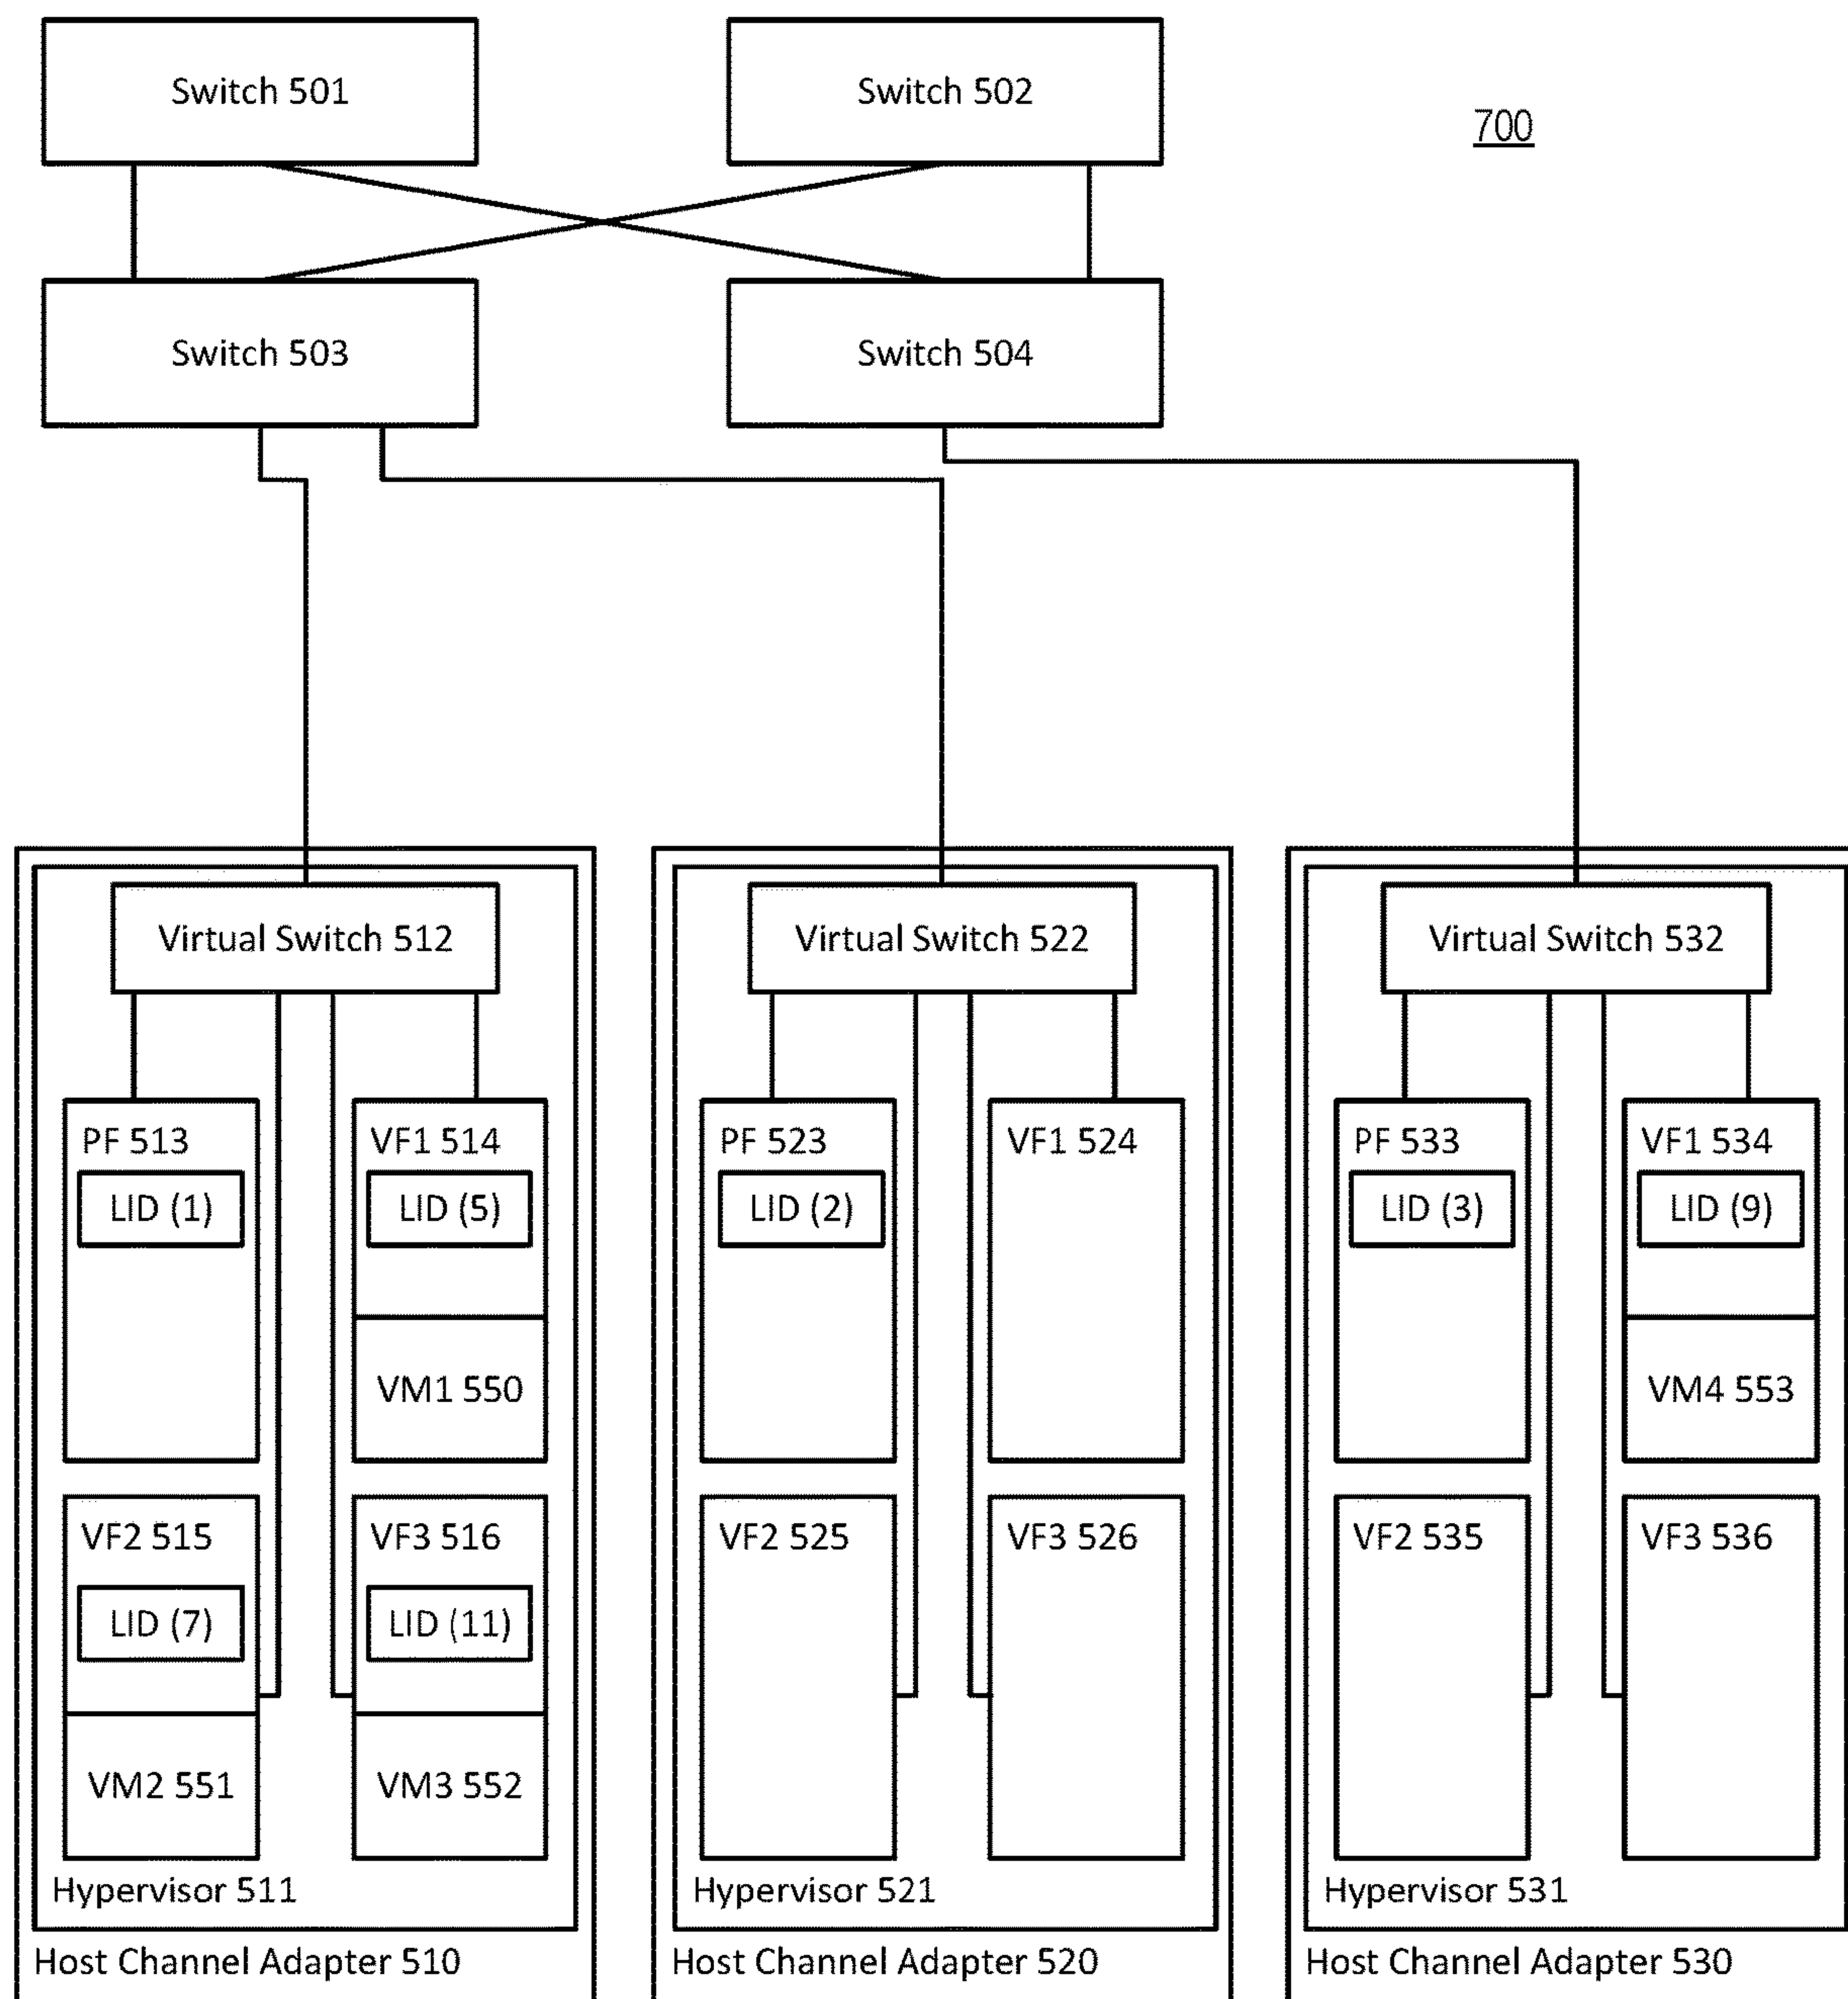 Switch 501
Switch 502
700
Switch 503
Switch 504
Virtual Switch 512
PF 513
LID (1)
VF1 514
LID (5)
VM1 550
VF2 515
LID (7)
VM2 551
VF3 516
LID (11)
VM3 552
Hypervisor 511
Host Channel Adapter 510
Virtual Switch 522
PF 523
LID (2)
VF1 524
VF2 525
VF3 526
Hypervisor 521
Host Channel Adapter 520
Virtual Switch 532
PF 533
LID (3)
VF1 534
LID (9)
VM4 553
VF2 535
VF3 536
Hypervisor 531
Host Channel Adapter 530